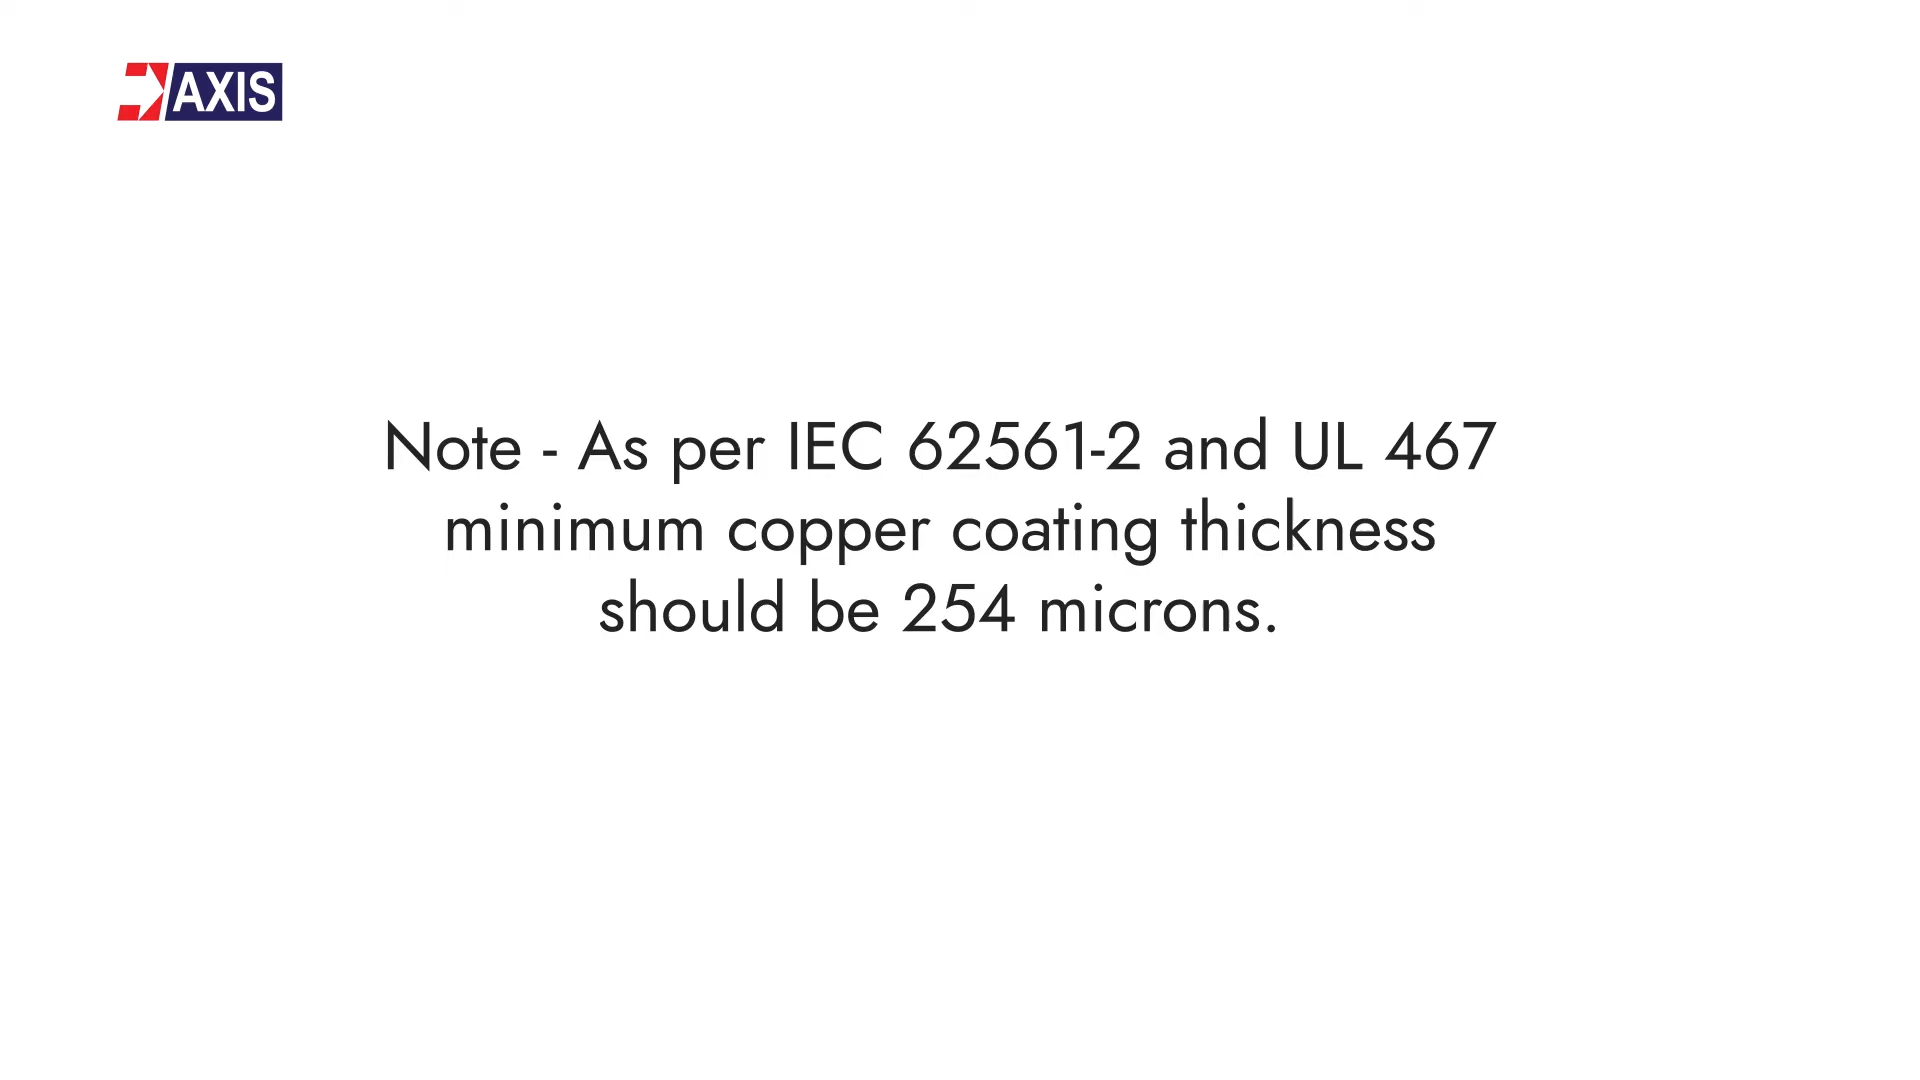 AXIS
Note - As per IEC 62561-2 and UL 467
minimum copper coating thickness
should be 254 microns.